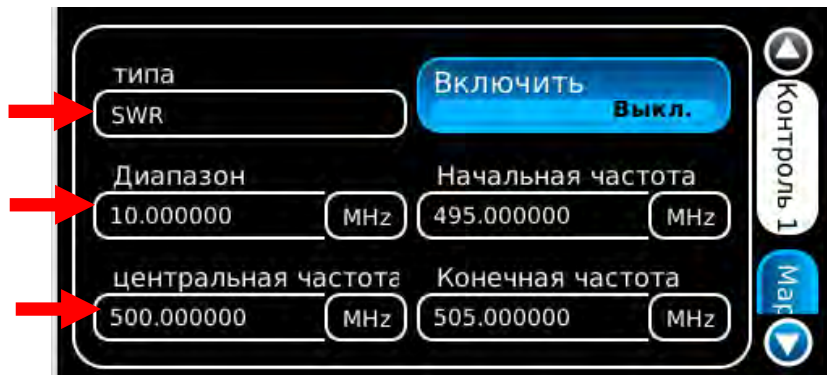 типа
SWR
Включить
Выкл.
Диапазон
10.000000 MHz
Начальная частота
495.000000 MHz
центральная частота
500.000000 MHz
Конечная частота
505.000000 MHz
Контроль 1
Мар